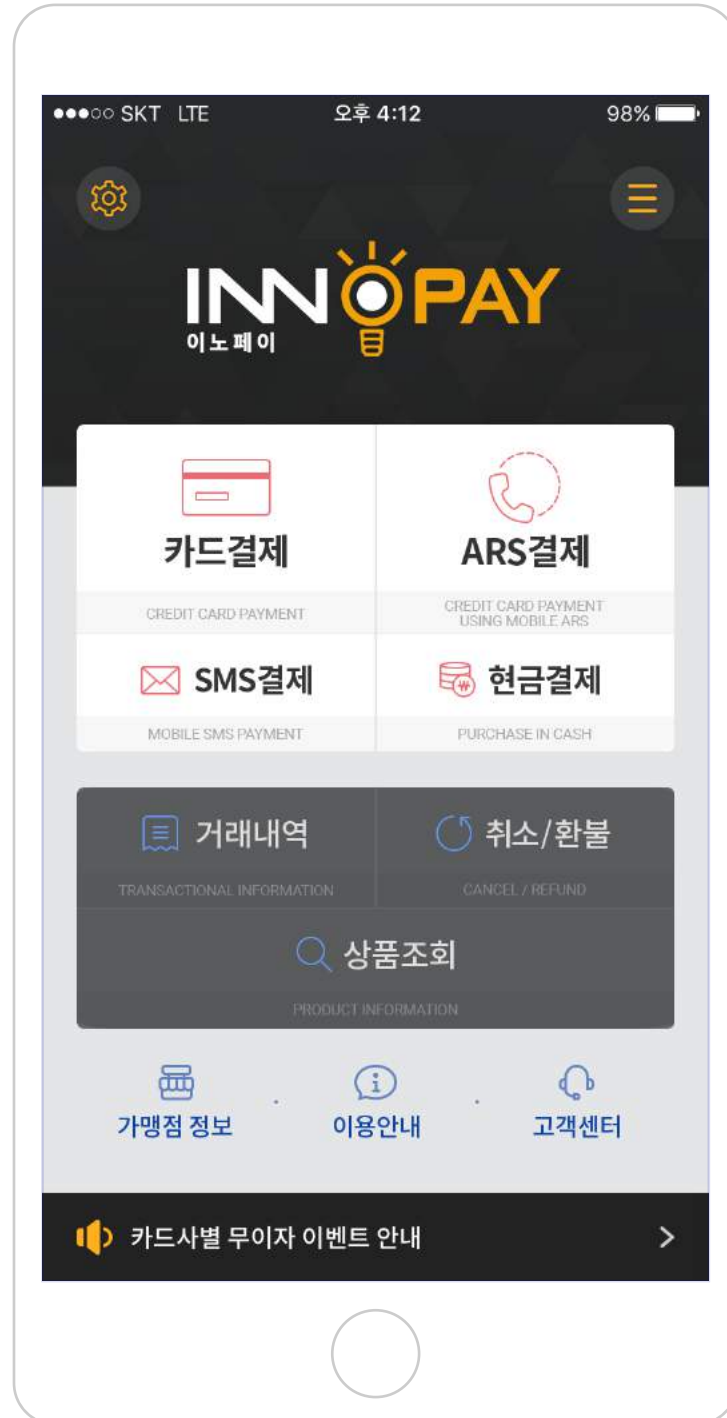 SKT LTE 오후 4:12 98%
INNOPAY
이노페이
카드결제 ARS결제
CREDIT CARD PAYMENT CREDIT CARD PAYMENT
USING MOBILE ARS
SMS결제 현금결제
MOBILE SMS PAYMENT PURCHASE IN CASH
거래내역 취소/환불
TRANSACTIONAL INFORMATION CANCEL / REFUND
상품조회
PRODUCT INFORMATION
가맹점 정보 · 이용안내 · 고객센터
카드사별 무이자 이벤트 안내 >